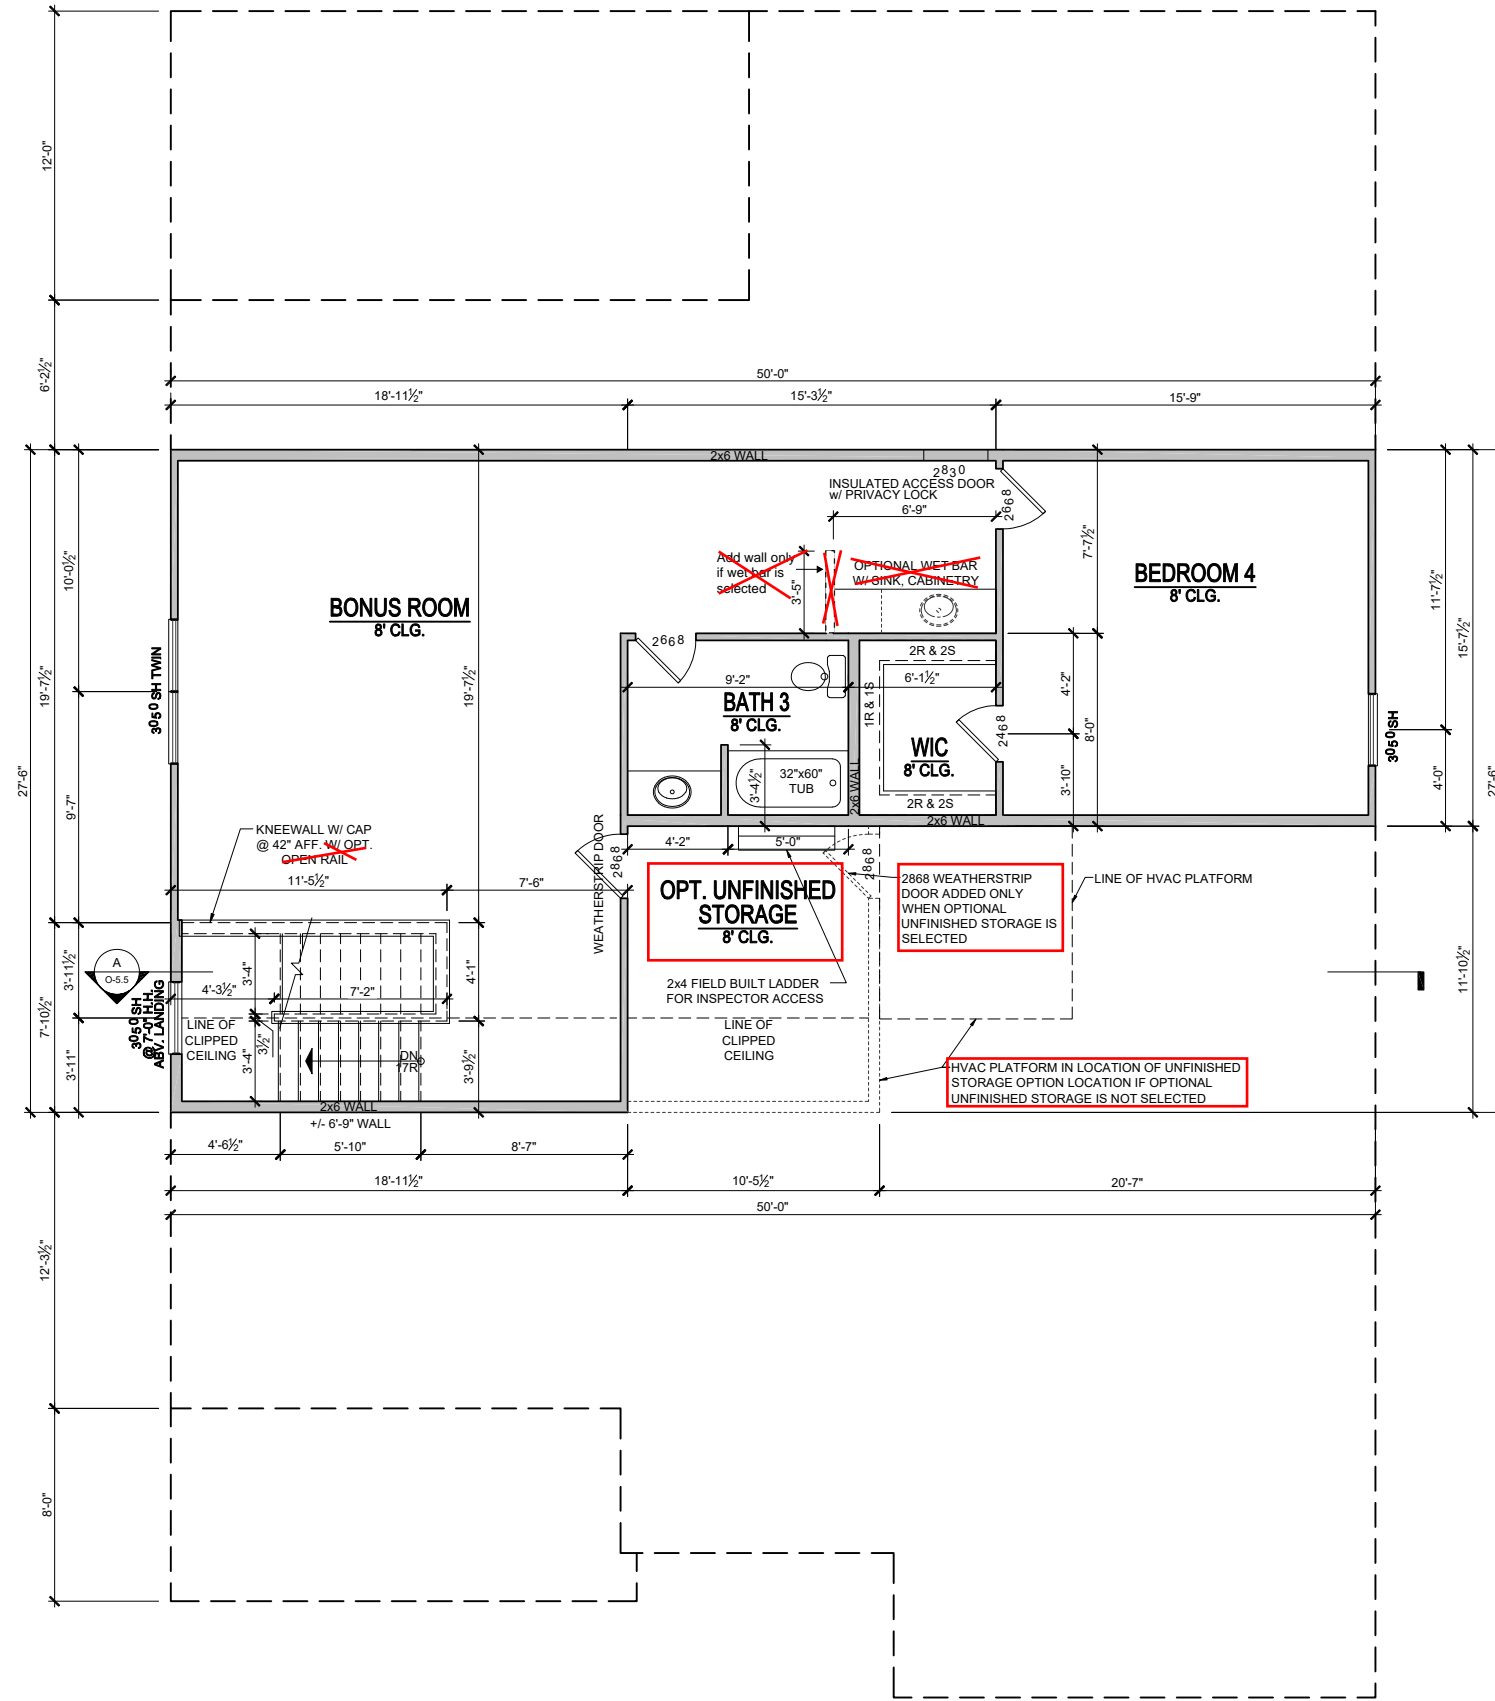 12'-0"
6'-2½"
50'-0"
18'-11½"
15'-3½"
15'-9"
2x6 WALL
2830
INSULATED ACCESS DOOR
w/ PRIVACY LOCK
6'-9"
2668
Add wall only
if wet bar is
selected
3'-5"
OPTIONAL WET BAR
W/ SINK, CABINETRY
7'-7½"
BEDROOM 4
8' CLG.
BONUS ROOM
8' CLG.
10'-0½"
19'-7½"
27'-6"
9'-7"
3050 SH TWIN
19'-7½"
2668
9'-2"
BATH 3
8' CLG.
2R & 2S
6'-1½"
1R & 1S
WIC
8' CLG.
2R & 2S
2468
4'-2"
8'-0"
3'-10"
11'-7½"
15'-7½"
4'-0"
27'-6"
3050 SH
32"x60"
TUB
3'-4½"
2x6 WALL
2x6 WALL
KNEEWALL W/ CAP
@ 42" AFF. W/ OPT.
OPEN RAIL
11'-5½"
7'-6"
WEATHERSTRIP DOOR
2868
4'-2"
5'-0"
2868
OPT. UNFINISHED
STORAGE
8' CLG.
2868 WEATHERSTRIP
DOOR ADDED ONLY
WHEN OPTIONAL
UNFINISHED STORAGE IS
SELECTED
LINE OF HVAC PLATFORM
A
O-5.5
3'-11½"
7'-10½"
3'-11"
3050 SH
@ 7'-0" H.H.
ABV. LANDING
4'-3½"
3'-4"
7'-2"
4'-1"
2x4 FIELD BUILT LADDER
FOR INSPECTOR ACCESS
11'-10½"
LINE OF
CLIPPED
CEILING
3'-4"
3½"
DN
17R
3'-9½"
LINE OF
CLIPPED
CEILING
HVAC PLATFORM IN LOCATION OF UNFINISHED
STORAGE OPTION LOCATION IF OPTIONAL
UNFINISHED STORAGE IS NOT SELECTED
2x6 WALL
+/- 6'-9" WALL
4'-6½"
5'-10"
8'-7"
18'-11½"
10'-5½"
20'-7"
50'-0"
12'-3½"
8'-0"